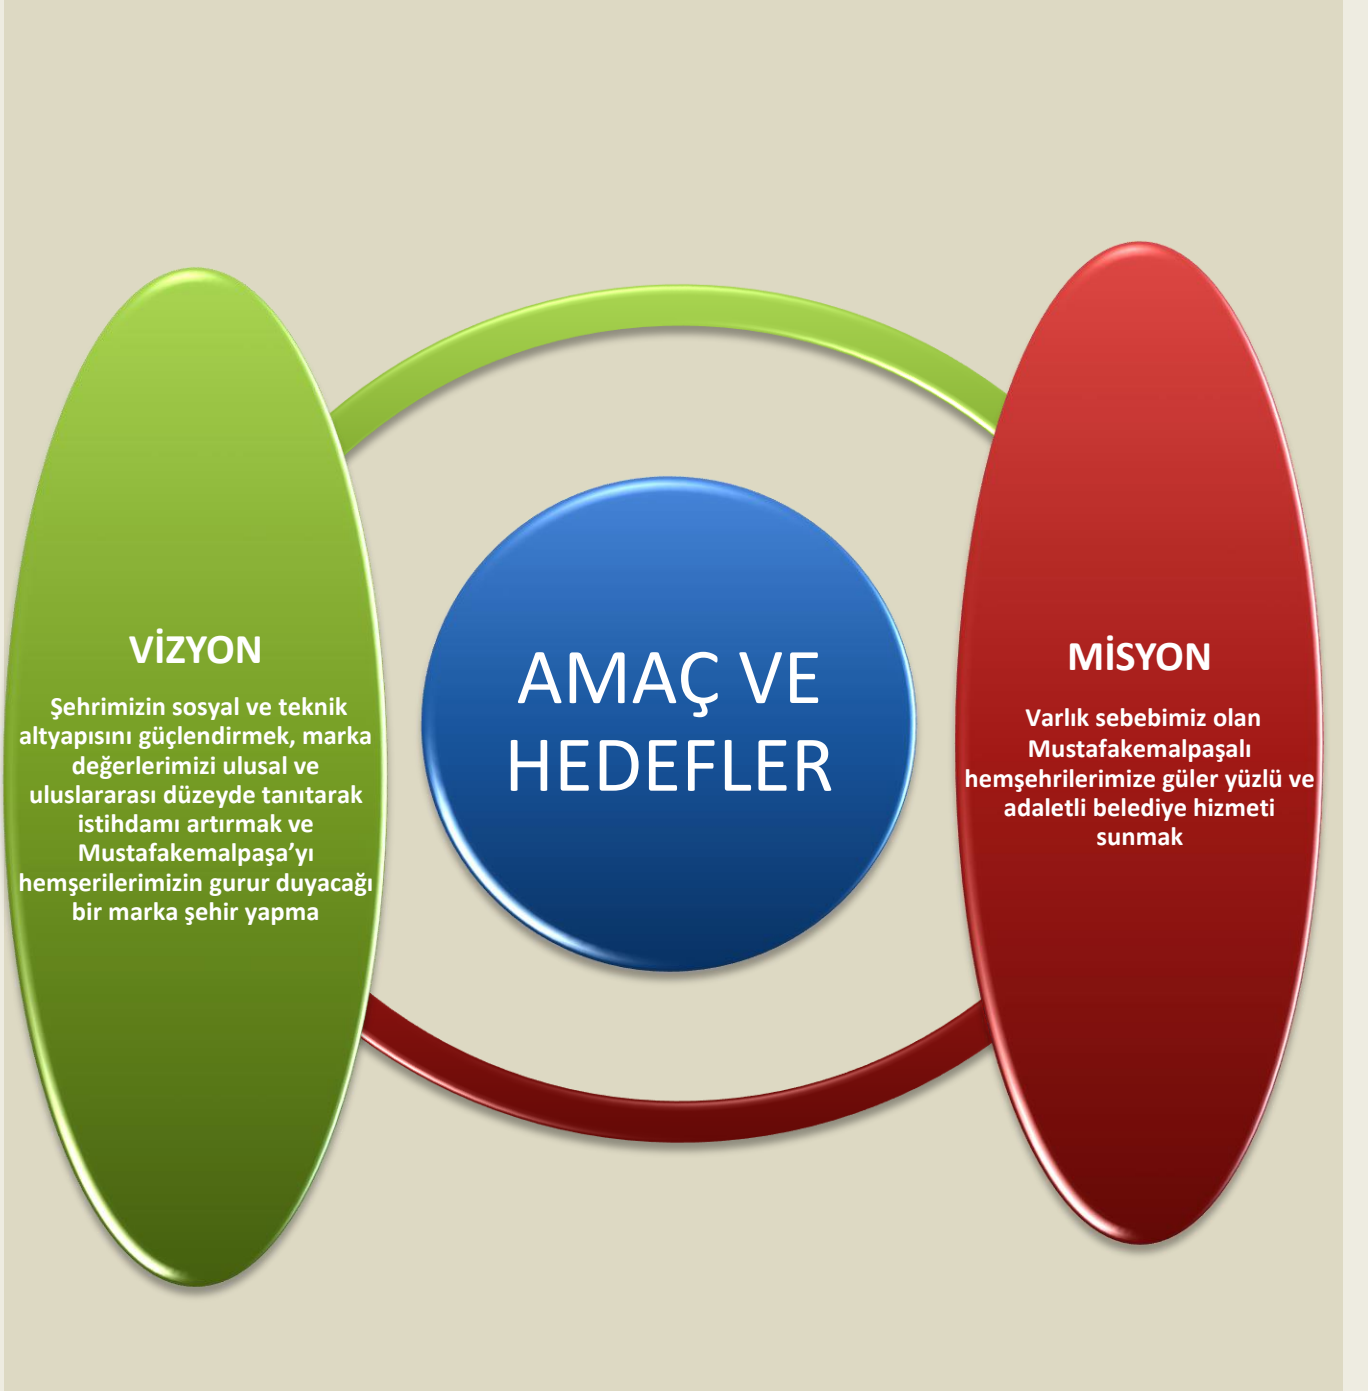 VİZYON
Şehrimizin sosyal ve teknik
altyapısını güçlendirmek, marka
değerlerimizi ulusal ve
uluslararası düzeyde tanıtarak
istihdamı artırmak ve
Mustafakemalpaşa’yı
hemşerilerimizin gurur duyacağı
bir marka şehir yapma
AMAÇ VE
HEDEFLER
MİSYON
Varlık sebebimiz olan
Mustafakemalpaşalı
hemşehrilerimize güler yüzlü ve
adaletli belediye hizmeti
sunmak